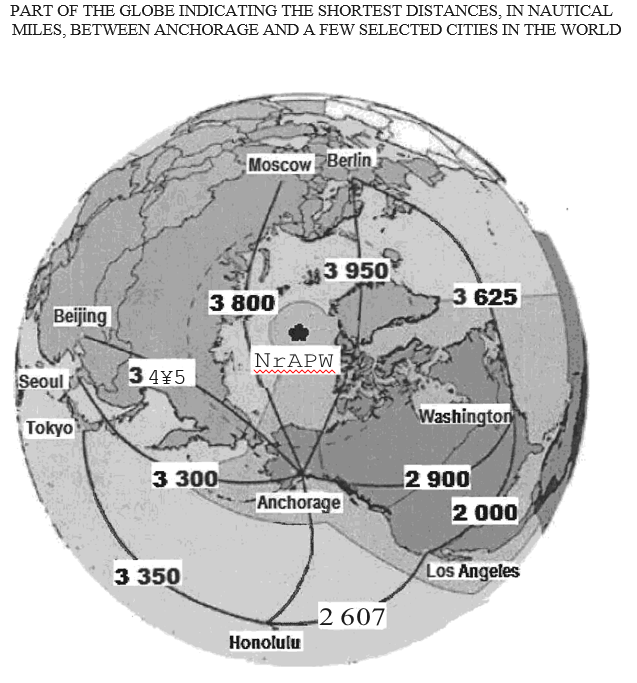 PART OF THE GLOBE INDICATING THE SHORTEST DISTANCES, IN NAUTICAL
MILES, BETWEEN ANCHORAGE AND A FEW SELECTED CITIES IN THE WORLD
Moscow Berlin
3 950
3 800
3 625
Beijing
NrAPW
Seoul
3 4¥5
Tokyo
Washington
3 300
2 900
Anchorage
2 000
Los Angeles
3 350
2 607
Honolulu